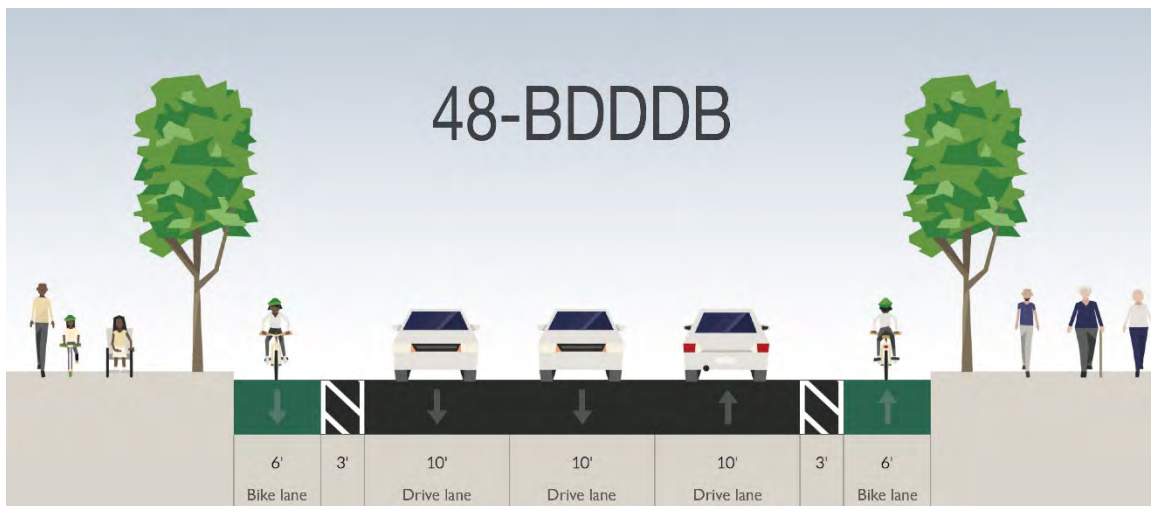 48-BDDDB
6' 3' 10' 10' 10' 3' 6'
Bike lane Drive lane Drive lane Drive lane Bike lane